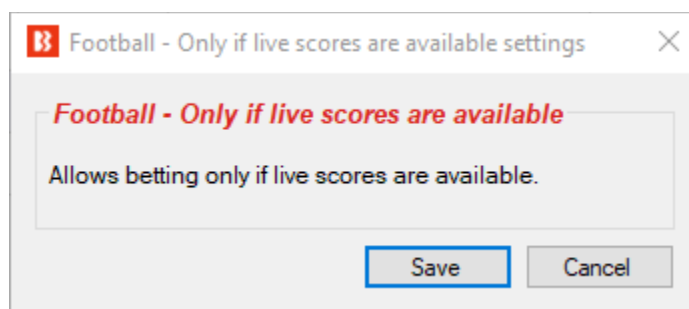 Football - Only if live scores are available settings
Football - Only if live scores are available
Allows betting only if live scores are available.
Save Cancel